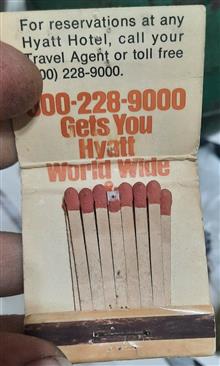 For reservations at any
Hyatt Hotel, call your
Travel Agent or toll free
00) 228-9000.
00-228-9000
Gets You
Hyatt
World Wide